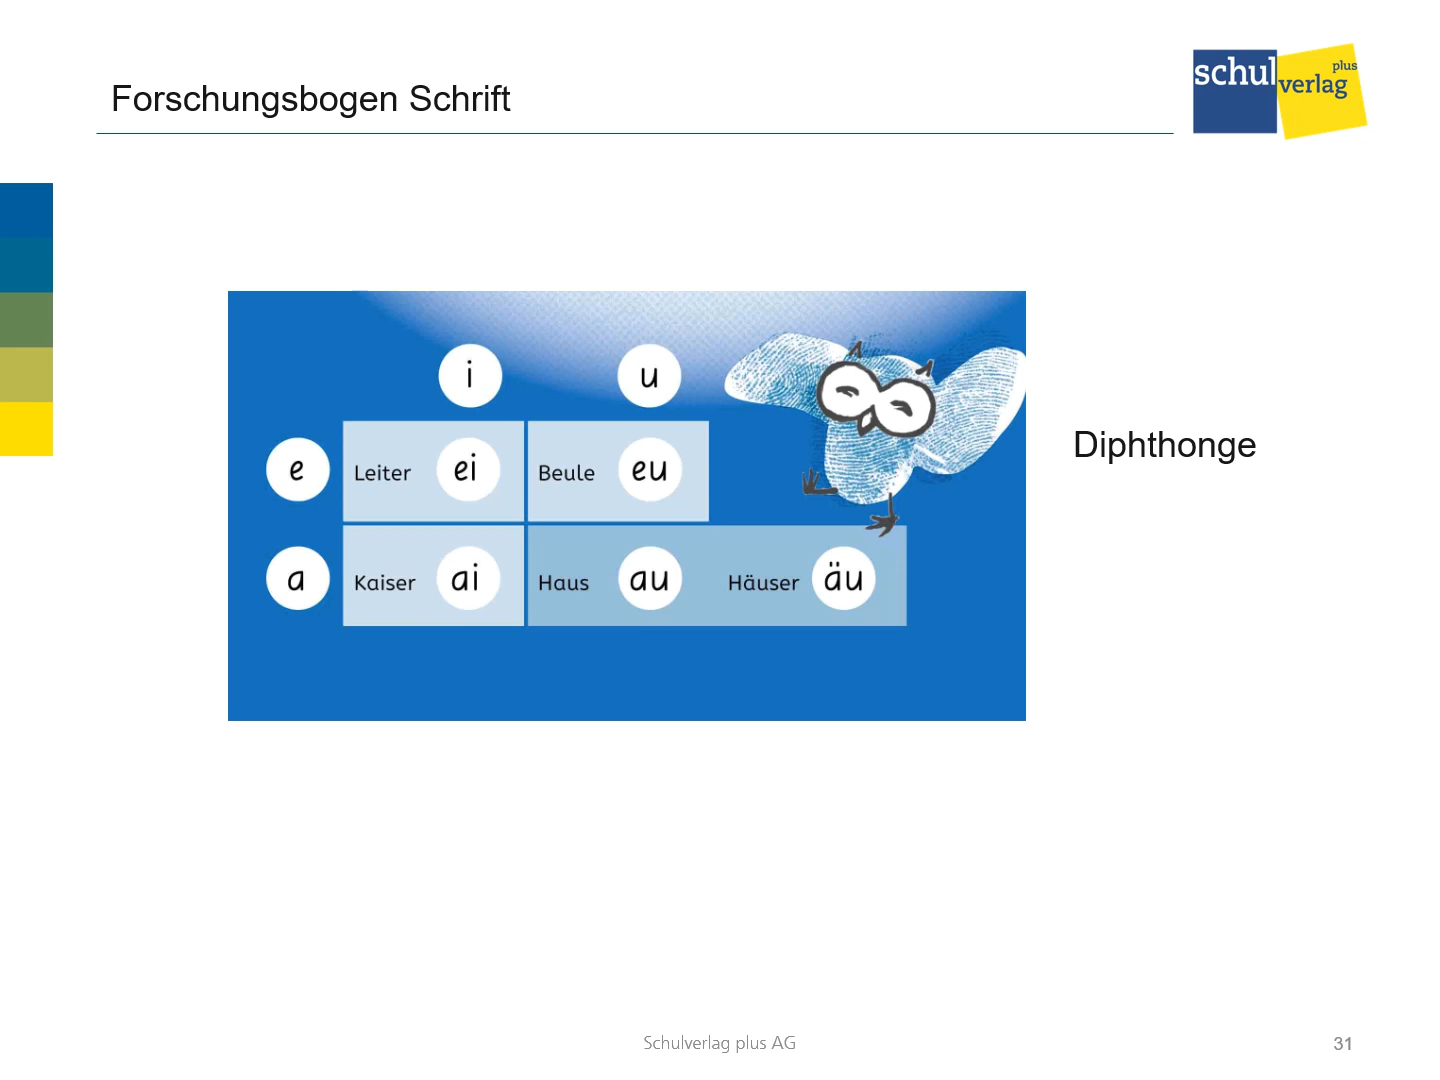 Forschungsbogen Schrift
schul
plus
verlag
i
u
e
Leiter
ei
Beule
eu
Diphthonge
a
Kaiser
ai
Haus
au
Häuser
äu
Schulverlag plus AG
31